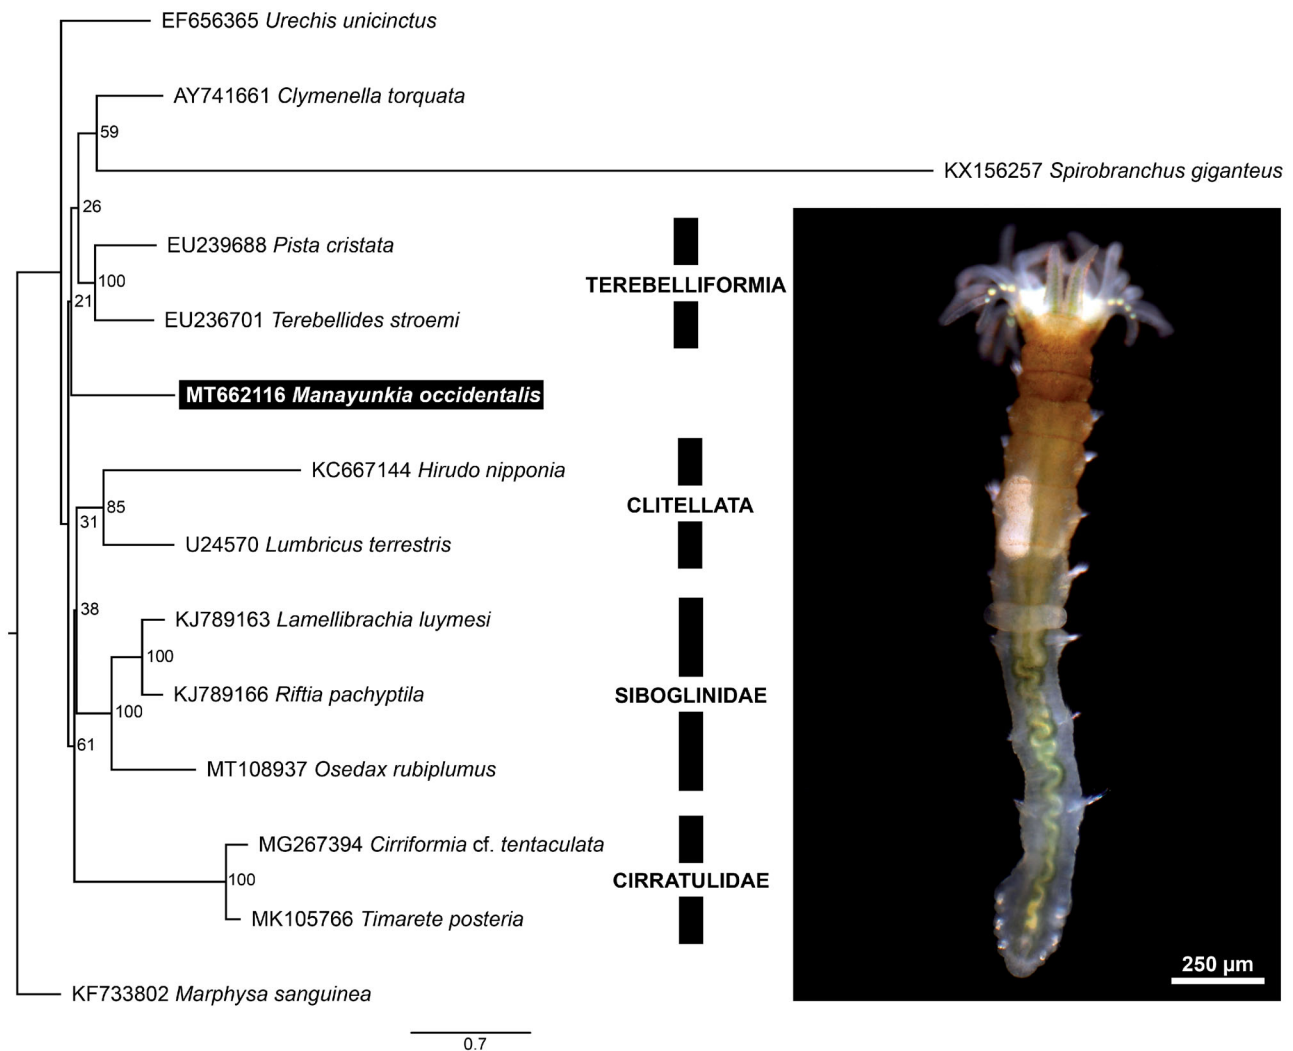 EF656365 Urechis unicinctus
AY741661 Clymenella torquata
59
KX156257 Spirobranchus giganteus
26
EU239688 Pista cristata
100
TEREBELLIFORMIA
21
EU236701 Terebellides stroemi
MT662116 Manayunkia occidentalis
KC667144 Hirudo nipponia
85
CLITELLATA
31
U24570 Lumbricus terrestris
38
KJ789163 Lamellibrachia luymesi
100
KJ789166 Riftia pachyptila
SIBOGLINIDAE
100
61
MT108937 Osedax rubiplumus
MG267394 Cirriformia cf. tentaculata
100
CIRRATULIDAE
MK105766 Timarete posteria
250 µm
KF733802 Marphysa sanguinea
0.7